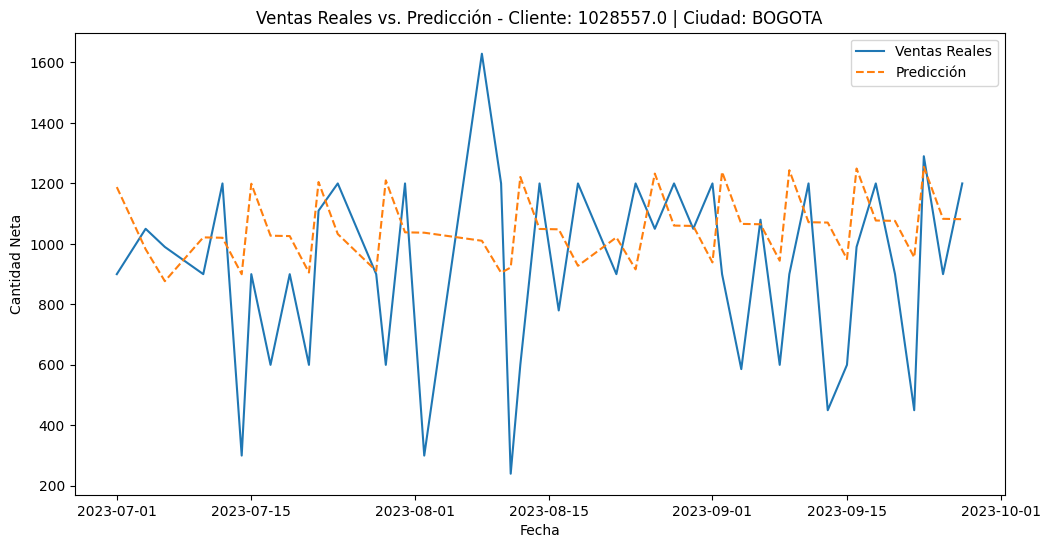 Ventas Reales vs. Predicción - Cliente: 1028557.0 | Ciudad: BOGOTA
Ventas Reales
Predicción
Cantidad Neta
1600
1400
1200
1000
800
600
400
200
2023-07-01 2023-07-15 2023-08-01 2023-08-15 2023-09-01 2023-09-15 2023-10-01
Fecha